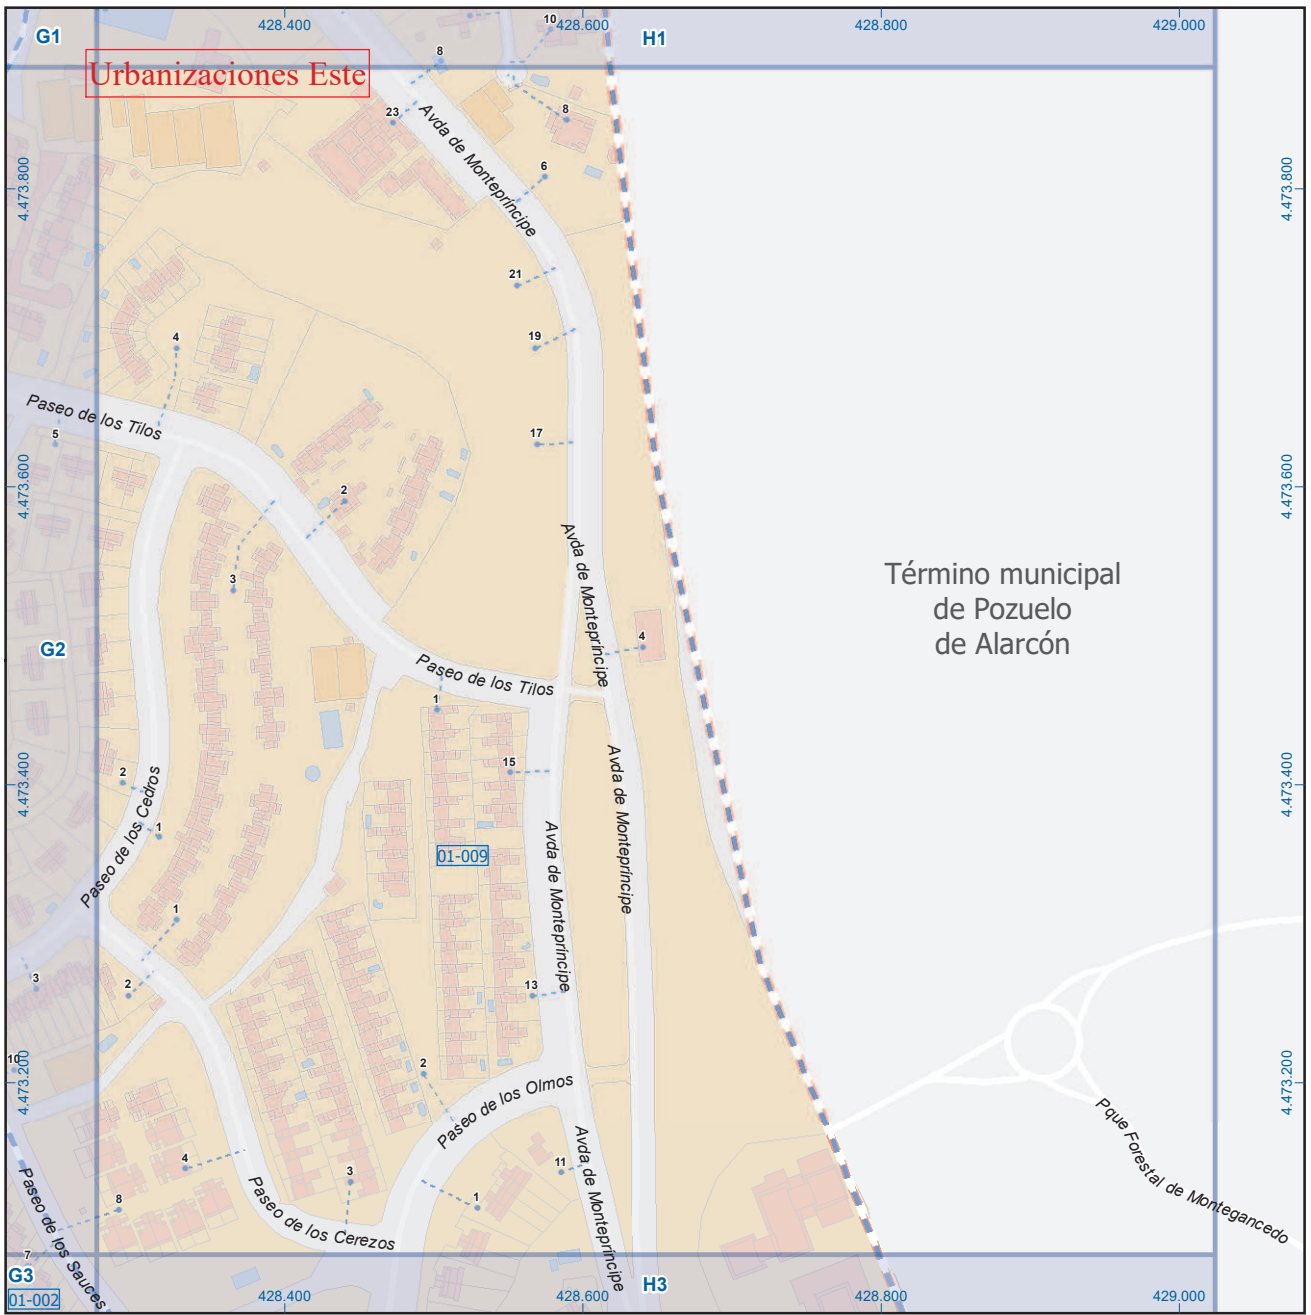 428.400
428.600
428.800
429.000
G1
H1
Urbanizaciones Este
10
8
23
8
6
Avda de Montepríncipe
4.473.800
4.473.800
21
19
4
Paseo de los Tilos
5
17
2
4.473.600
4.473.600
3
Avda de Montepríncipe
Término municipal
de Pozuelo
de Alarcón
G2
4
Paseo de los Tilos
1
15
2
Avda de Montepríncipe
4.473.400
4.473.400
Paseo de los Cedros
1
Avda de Montepríncipe
01-009
1
3
2
13
10
2
4.473.200
4.473.200
Paseo de los Olmos
Pque Forestal de Montegancedo
Avda de Montepríncipe
4
11
3
8
1
Paseo de los Cerezos
Paseo de los Sauces
7
G3
01-002
H3
428.400
428.600
428.800
429.000